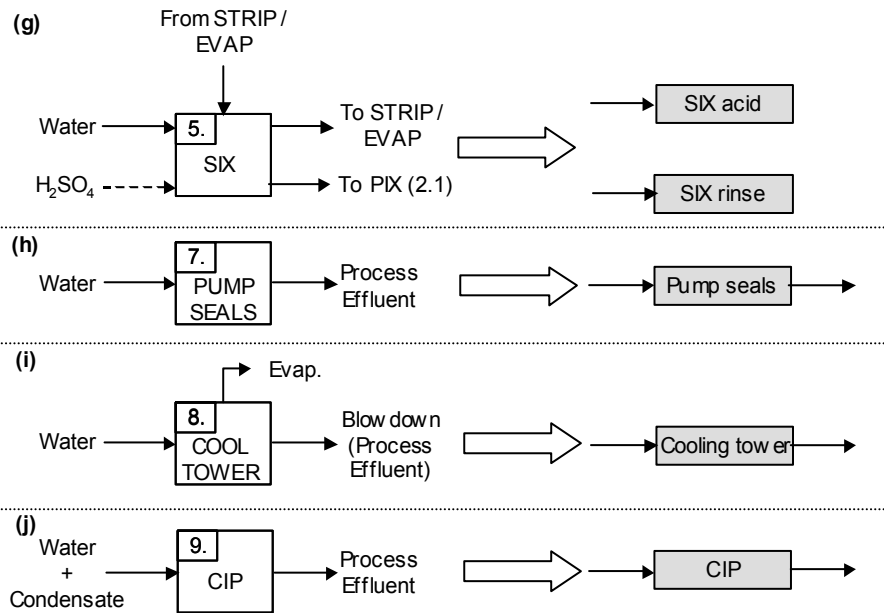 (g)
From STRIP /
EVAP
Water
5.
SIX
To STRIP /
EVAP
H₂SO₄
To PIX (2.1)
SIX acid
SIX rinse
(h)
Water
7.
PUMP
SEALS
Process
Effluent
Pump seals
(i)
Evap.
Water
8.
COOL
TOWER
Blow down
(Process
Effluent)
Cooling tower
(j)
Water
+
Condensate
9.
CIP
Process
Effluent
CIP